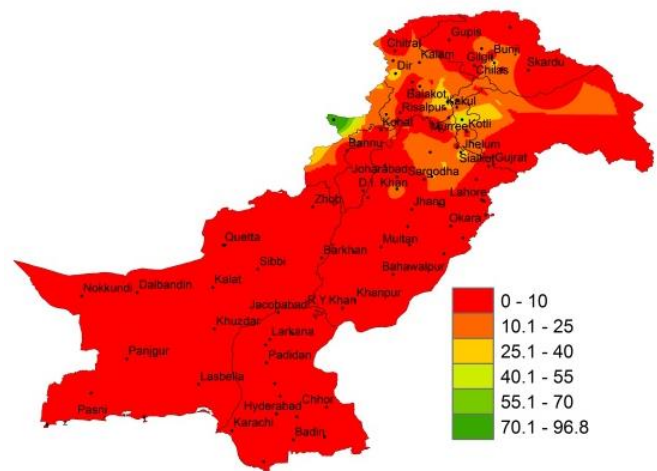 Chitral
Gupis
Kalam
Gilgit
Bunji
Dir
Chilas
Skardu
Balakot
Kakul
Risalpur
Kohat
Murree
Kotli
Bannu
Jhelum
Sialkot
Gujrat
Joharabad
D.I. Khan
Sargodha
Lahore
Zhob
Jhang
Okara
Quetta
Multan
Barkhan
Sibbi
Bahawalpur
Nokkundi
Dalbandin
Kalat
Khanpur
R.Y.Khan
Jacobabad
Khuzdar
Larkana
Panjgur
Padidan
Lasbella
Pasni
Hyderabad
Chhor
Karachi
Badin
0 - 10
10.1 - 25
25.1 - 40
40.1 - 55
55.1 - 70
70.1 - 96.8